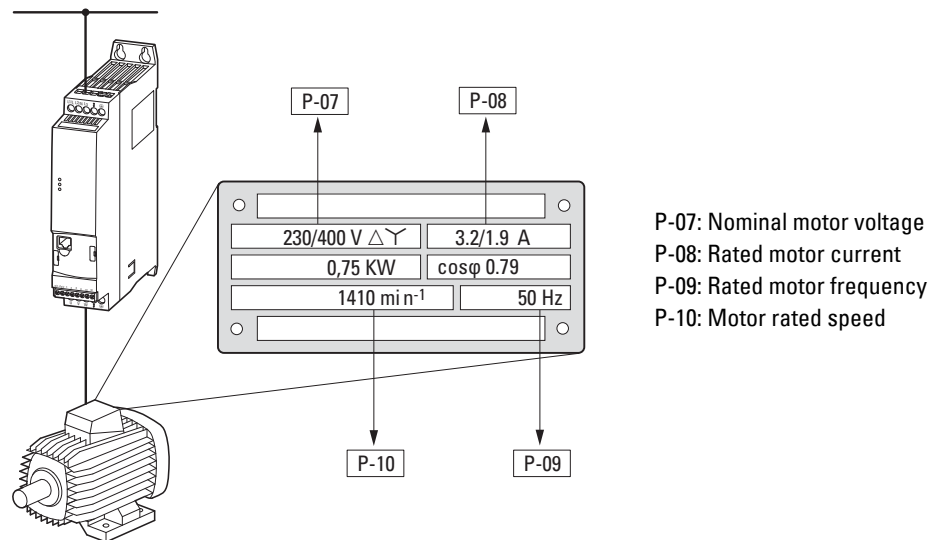 P-07
P-08
230/400 V △Y
3.2/1.9 A
0,75 KW
cosφ 0.79
1410 min-1
50 Hz
P-10
P-09
P-07: Nominal motor voltage
P-08: Rated motor current
P-09: Rated motor frequency
P-10: Motor rated speed